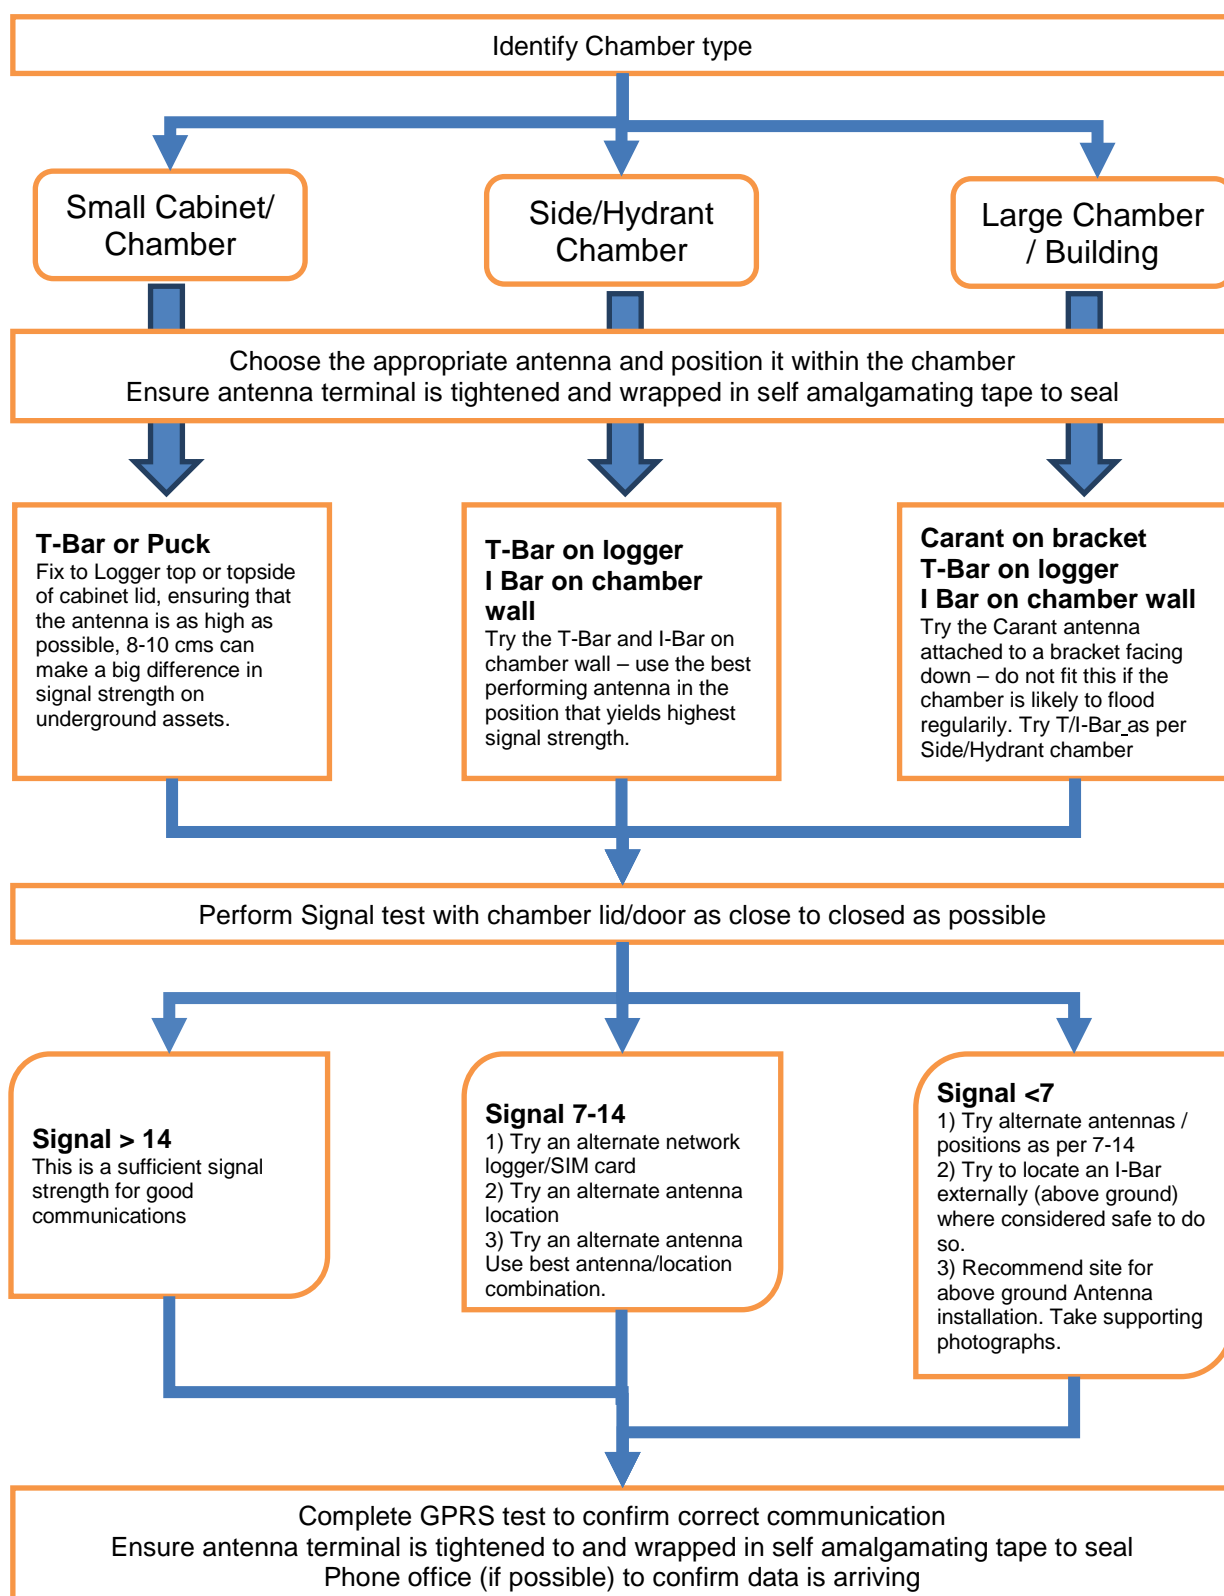 Identify Chamber type
Small Cabinet/
Chamber
Side/Hydrant
Chamber
Large Chamber
/ Building
Choose the appropriate antenna and position it within the chamber
Ensure antenna terminal is tightened and wrapped in self amalgamating tape to seal
T-Bar or Puck
Fix to Logger top or topside
of cabinet lid, ensuring that
the antenna is as high as
possible, 8-10 cms can
make a big difference in
signal strength on
underground assets.
T-Bar on logger
I Bar on chamber
wall
Try the T-Bar and I-Bar on
chamber wall – use the best
performing antenna in the
position that yields highest
signal strength.
Carant on bracket
T-Bar on logger
I Bar on chamber wall
Try the Carant antenna
attached to a bracket facing
down – do not fit this if the
chamber is likely to flood
regularily. Try T/I-Bar as per
Side/Hydrant chamber
Perform Signal test with chamber lid/door as close to closed as possible
Signal > 14
This is a sufficient signal
strength for good
communications
Signal 7-14
1) Try an alternate network
logger/SIM card
2) Try an alternate antenna
location
3) Try an alternate antenna
Use best antenna/location
combination.
Signal <7
1) Try alternate antennas /
positions as per 7-14
2) Try to locate an I-Bar
externally (above ground)
where considered safe to do
so.
3) Recommend site for
above ground Antenna
installation. Take supporting
photographs.
Complete GPRS test to confirm correct communication
Ensure antenna terminal is tightened to and wrapped in self amalgamating tape to seal
Phone office (if possible) to confirm data is arriving